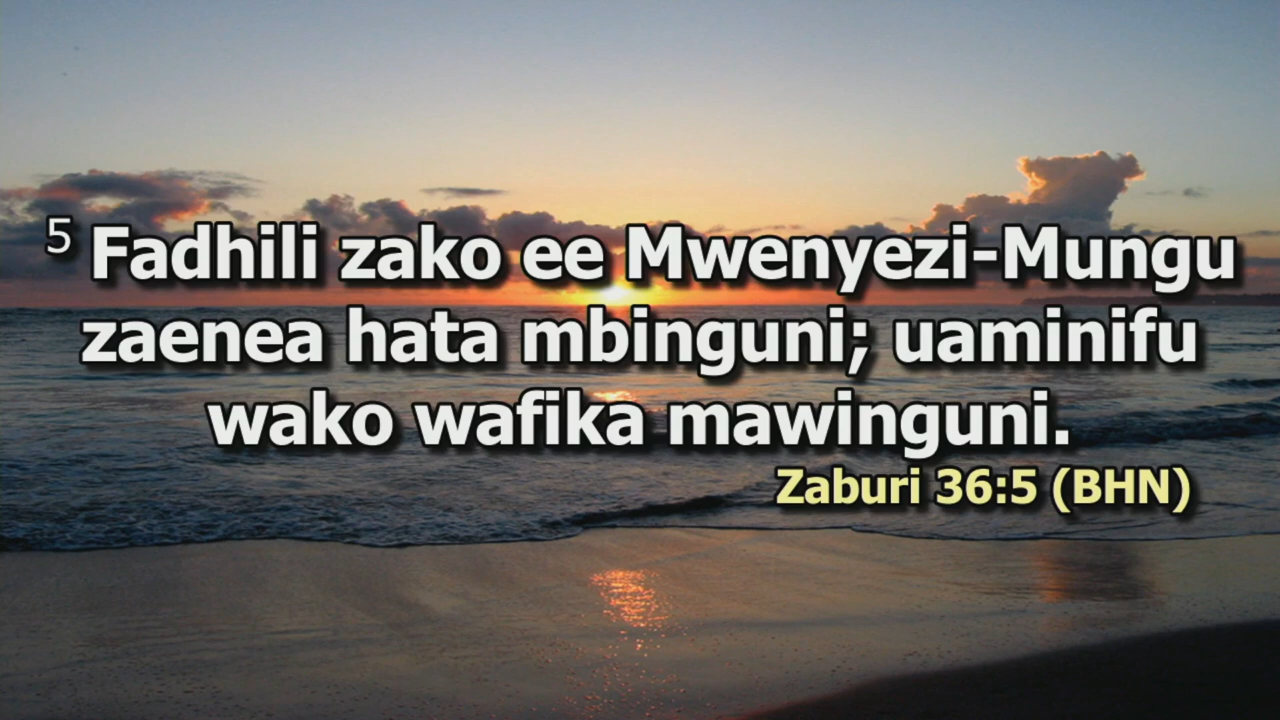 5 Fadhili zako ee Mwenyezi-Mungu
zaenea hata mbinguni; uaminifu
wako wafika mawinguni.
Zaburi 36:5 (BHN)